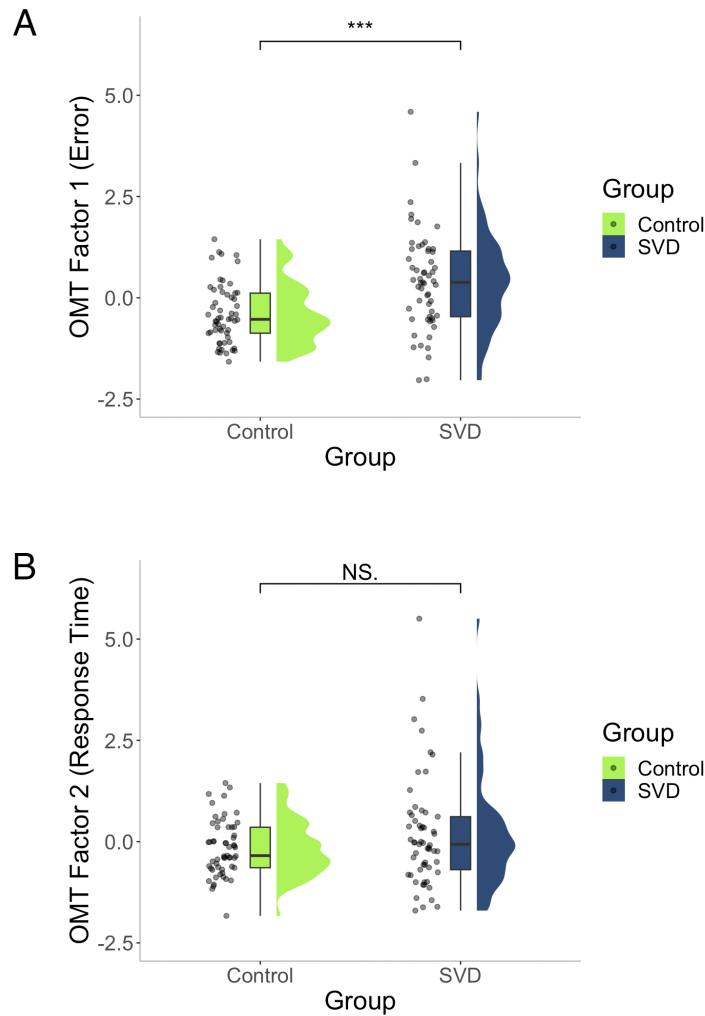 A
***
OMT Factor 1 (Error)
5.0
2.5
0.0
-2.5
Control
SVD
Group
Group
Control
SVD
B
NS.
OMT Factor 2 (Response Time)
5.0
2.5
0.0
-2.5
Control
SVD
Group
Group
Control
SVD